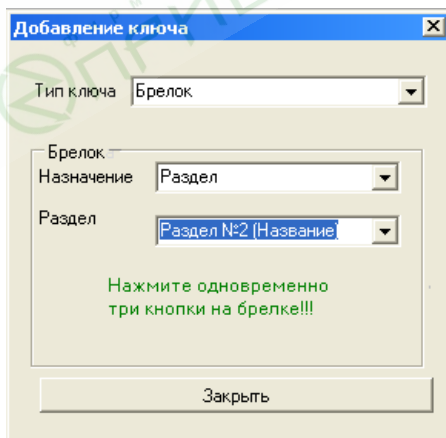 Добавление ключа
Тип ключа Брелок
Брелок
Назначение Раздел
Раздел Раздел №2 (Название)
Нажмите одновременно
три кнопки на брелке!!!
Закрыть